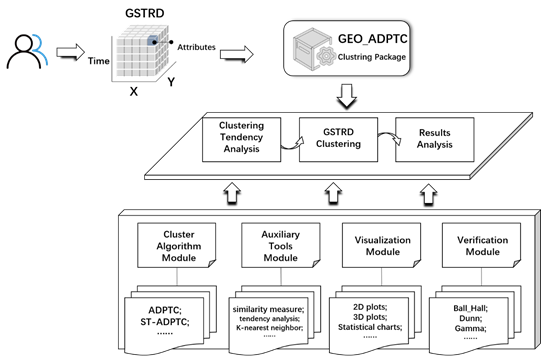 GSTRD
Time
Attributes
X
Y
GEO_ADPTC
Clustring Package
Clustering
Tendency
Analysis
GSTRD
Clustering
Results
Analysis
Cluster
Algorithm
Module
Auxiliary
Tools
Module
Visualization
Module
Verification
Module
ADPTC;
ST-ADPTC;
......
similarity measure;
tendency analysis;
K-nearest neighbor;
......
2D plots;
3D plots;
Statistical charts;
......
Ball_Hall;
Dunn;
Gamma;
......